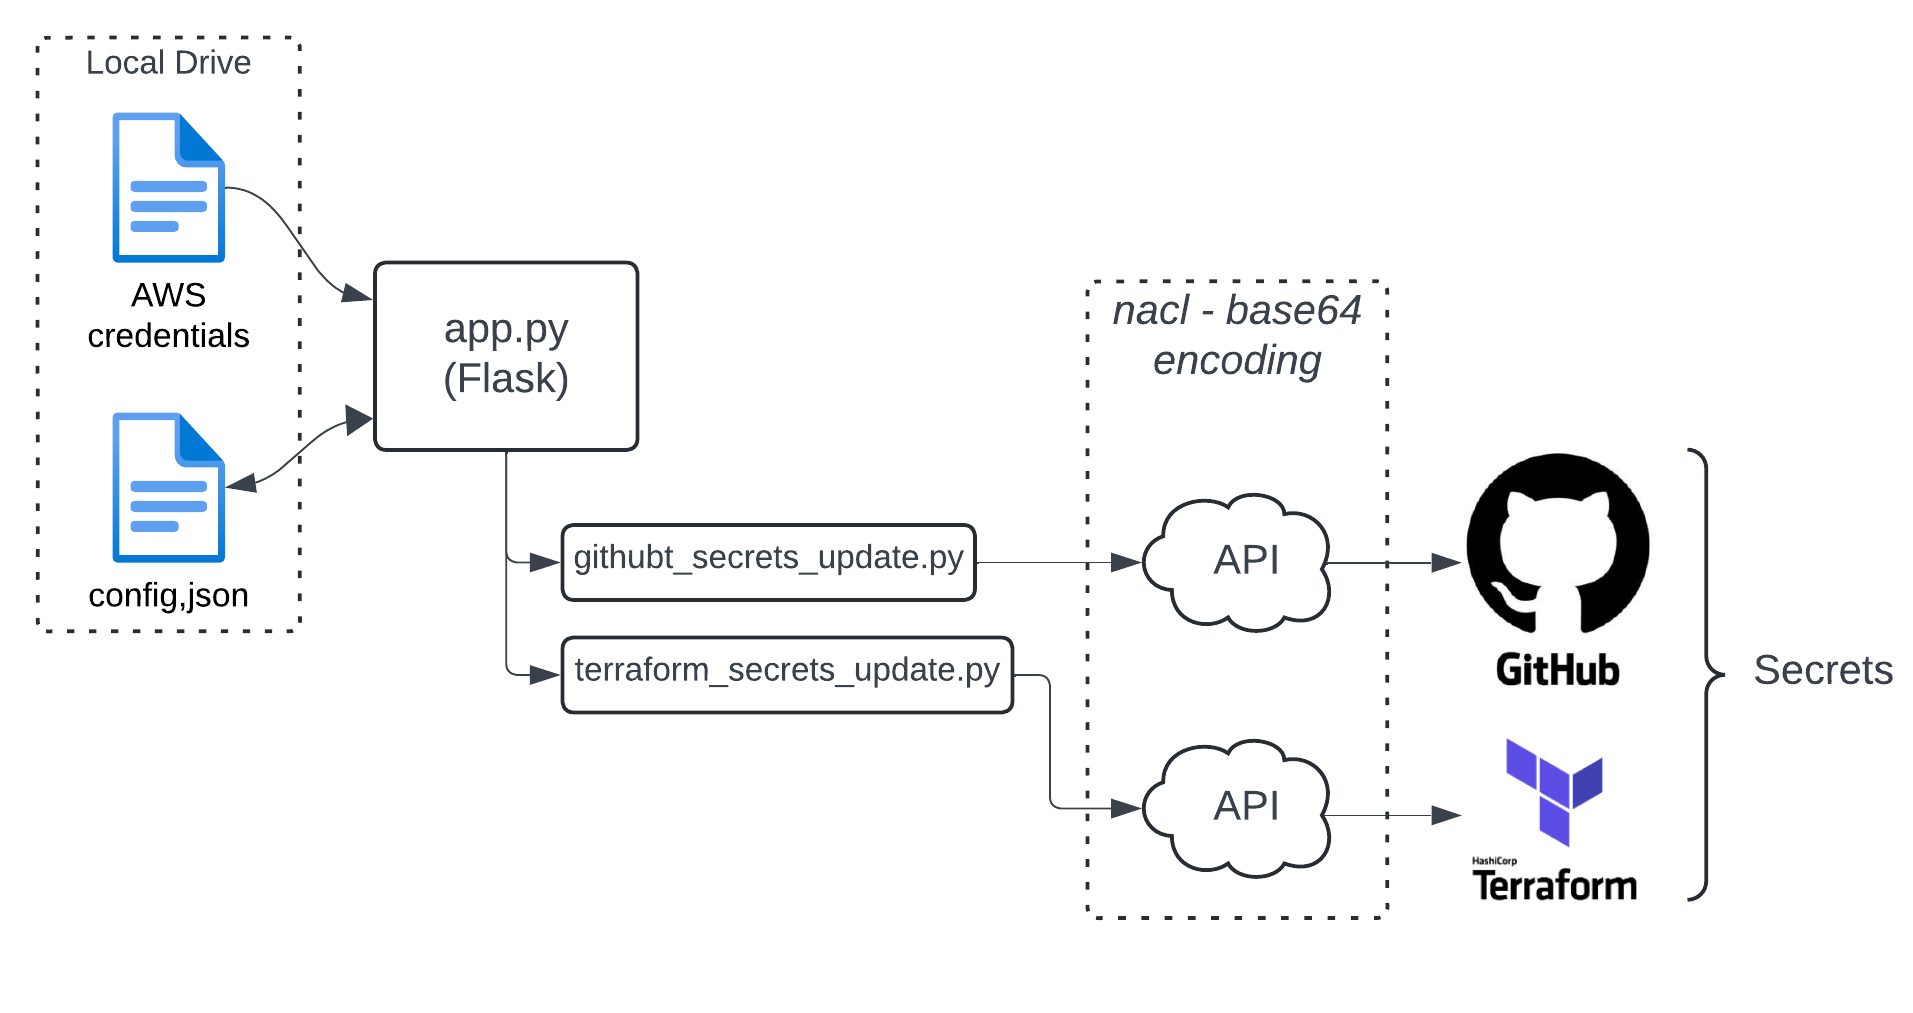 Local Drive
AWS
credentials
config,json
app.py
(Flask)
githubt_secrets_update.py
terraform_secrets_update.py
nacl - base64
encoding
API
API
GitHub
HashiCorp
Terraform
Secrets